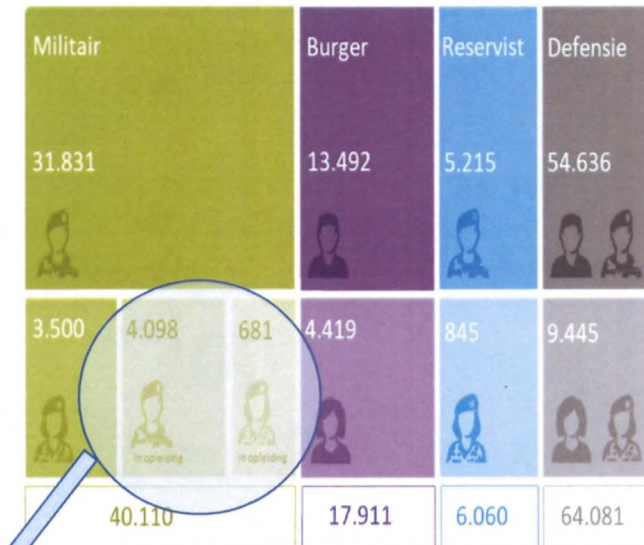 Militair Burger Reservist Defensie
31.831 13.492 5.215 54.636
3.500 4.098 681 4.419 845 9.445
In opleiding In opleiding
40.110 17.911 6.060 64.081